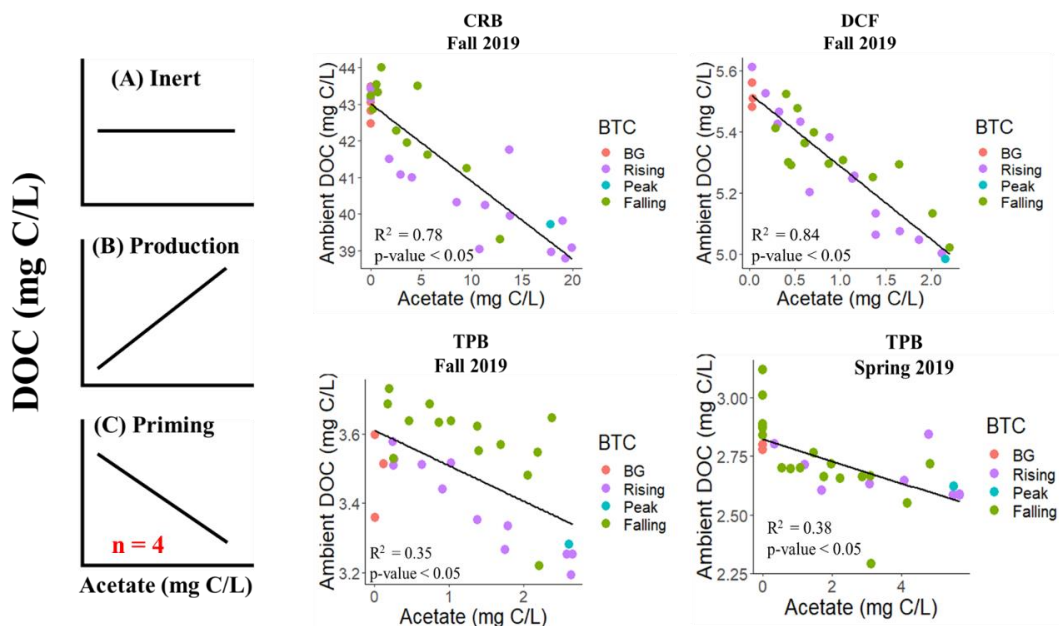 DOC (mg C/L)
(A) Inert
(B) Production
(C) Priming
n = 4
Acetate (mg C/L)
CRB
Fall 2019
Ambient DOC (mg C/L)
44
43
42
41
40
39
0
5
10
15
20
Acetate (mg C/L)
R² = 0.78
p-value < 0.05
BTC
BG
Rising
Peak
Falling
DCF
Fall 2019
Ambient DOC (mg C/L)
5.6
5.4
5.2
5.0
0.0
0.5
1.0
1.5
2.0
Acetate (mg C/L)
R² = 0.84
p-value < 0.05
BTC
BG
Rising
Peak
Falling
TPB
Fall 2019
Ambient DOC (mg C/L)
3.6
3.4
3.2
0
1
2
Acetate (mg C/L)
R² = 0.35
p-value < 0.05
BTC
BG
Rising
Peak
Falling
TPB
Spring 2019
Ambient DOC (mg C/L)
3.00
2.75
2.50
2.25
0
2
4
Acetate (mg C/L)
R² = 0.38
p-value < 0.05
BTC
BG
Rising
Peak
Falling